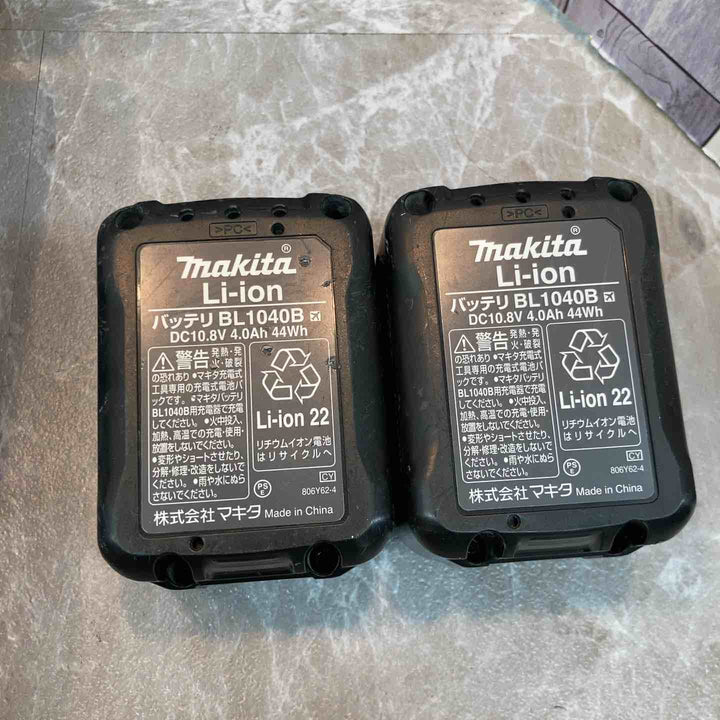 >PC<
makita®
Li-ion
バッテリ BL1040B
DC10.8V 4.0Ah 44Wh
警告 発熱・発
火・破裂
の恐れあり ●マキタ充電式
工具専用の充電式電池パ
ックです。●マキタバッテリ
BL1040B用充電器で充電
してください。●火中投入、
加熱、高温での充電・使用・
放置をしないでください。
●変形やショートさせたり、
分解・修理・改造をしないで
ください。●雨や水にぬら
さないでください。
Li-ion 22
リチウムイオン電池
はリサイクルへ
PS
E
CY
806Y62-4
株式会社 マキタ Made in China
>PC<
makita®
Li-ion
バッテリ BL1040B
DC10.8V 4.0Ah 44Wh
警告 発熱・発
火・破裂
の恐れあり ●マキタ充電式
工具専用の充電式電池パ
ックです。●マキタバッテリ
BL1040B用充電器で充電
してください。●火中投入、
加熱、高温での充電・使用・
放置をしないでください。
●変形やショートさせたり、
分解・修理・改造をしないで
ください。●雨や水にぬら
さないでください。
Li-ion 22
リチウムイオン電池
はリサイクルへ
PS
E
CY
806Y62-4
株式会社 マキタ Made in China